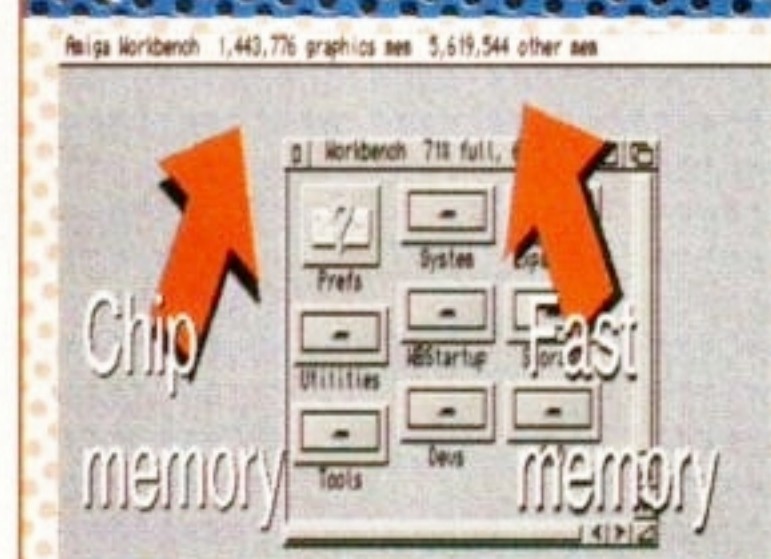 Amiga Workbench 1,443,776 graphics mem 5,619,544 other mem
Workbench 71% full,
Prefs
System
Utilities
WBStartup
Tools
Devs
Chip
memory
Fast
memory